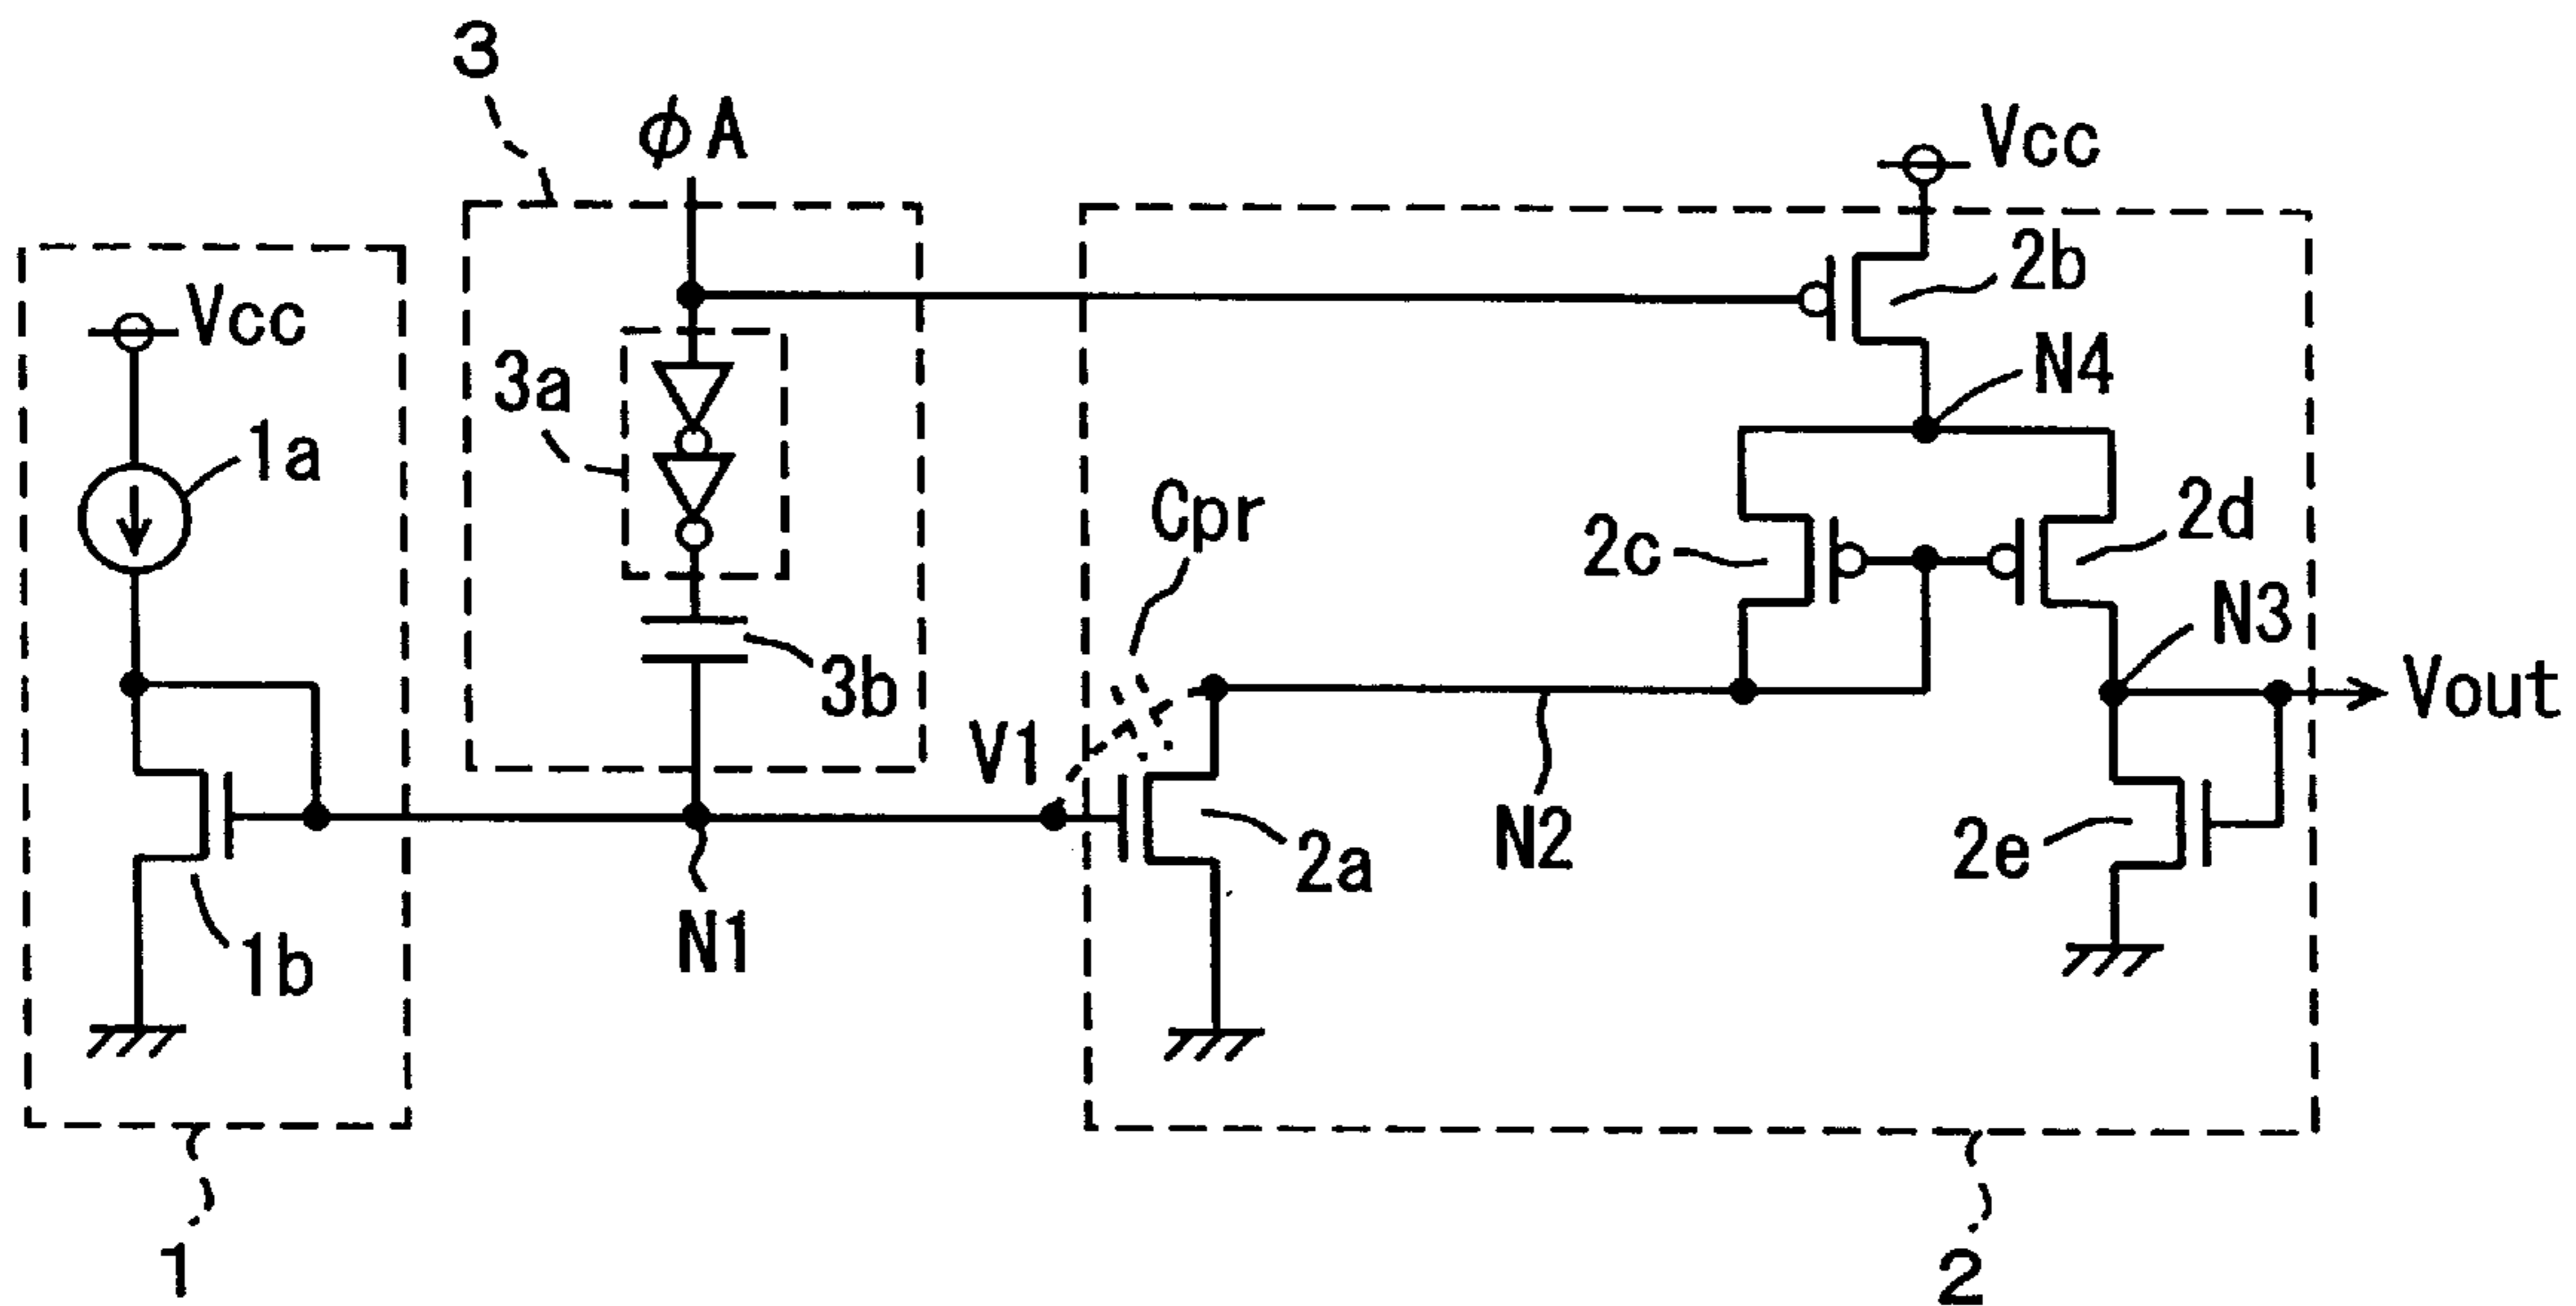 3
φA
Vcc
2b
Vcc
3a
N4
1a
Cpr
2c
2d
N3
3b
Vout
V1
2a
N2
2e
N1
1b
1
2